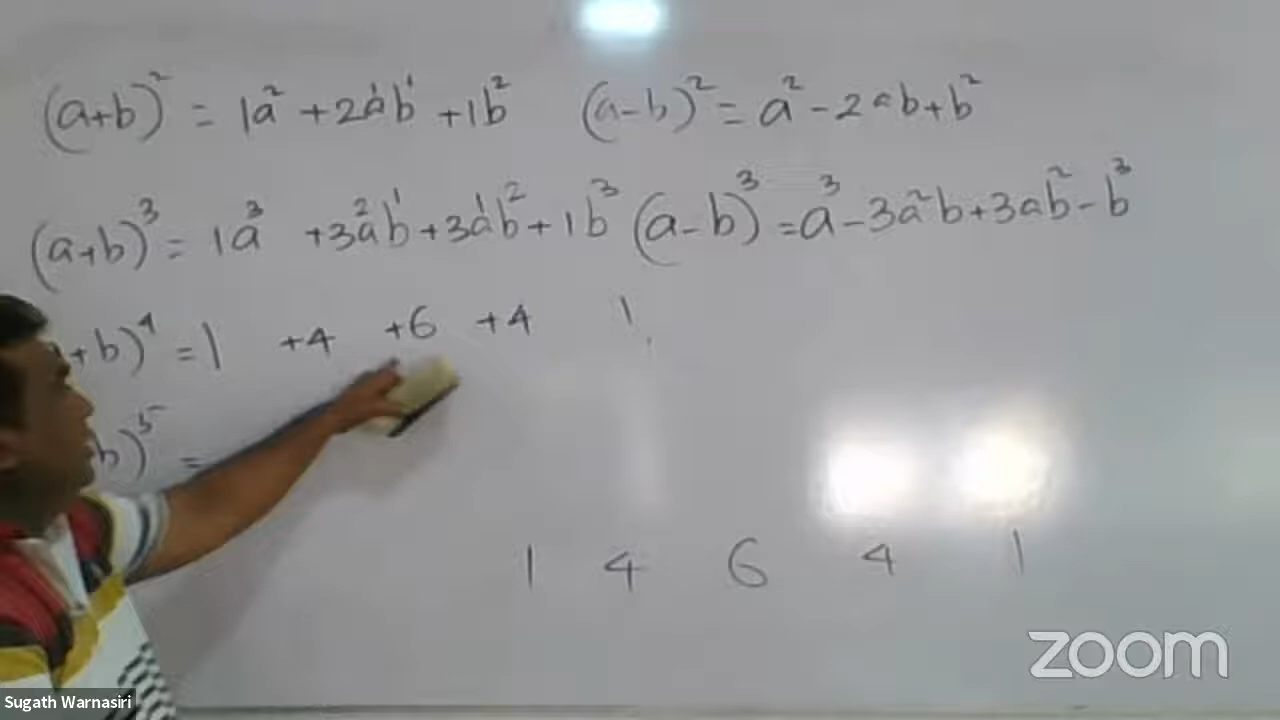 (a+b)² = 1a² + 2a¹b¹ + 1b² (a-b)² = a² - 2ab + b²
(a+b)³ = 1a³ + 3a²b¹ + 3a¹b² + 1b³ (a-b)³ = a³ - 3a²b + 3ab² - b³
+b)⁴ = 1 +4 +6 +4 1
b)⁵ =
1 4 6 4 1
zoom
Sugath Warnasiri